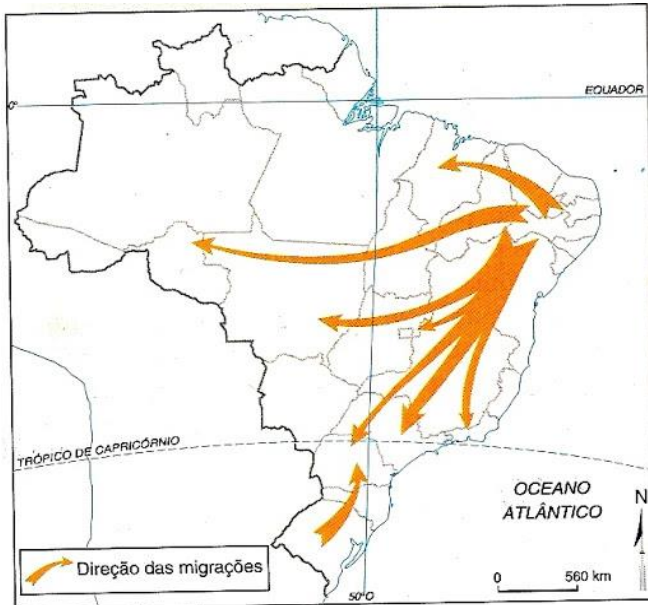 EQUADOR
0°
TRÓPICO DE CAPRICÓRNIO
OCEANO
ATLÂNTICO
N
Direção das migrações
50°O
0 560 km